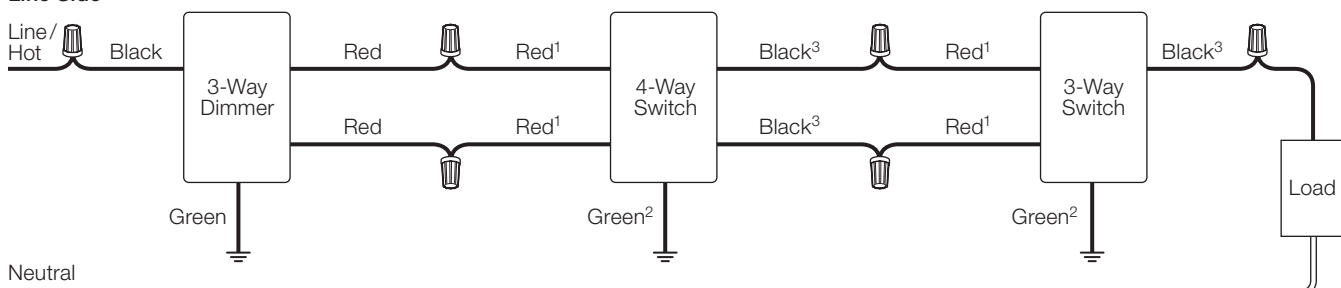 Line Side
Line/
Hot
Black
Red
Red¹
Black³
Red¹
Black³
3-Way
Dimmer
4-Way
Switch
3-Way
Switch
Red
Red¹
Black³
Red¹
Load
Green
Green²
Green²
Neutral